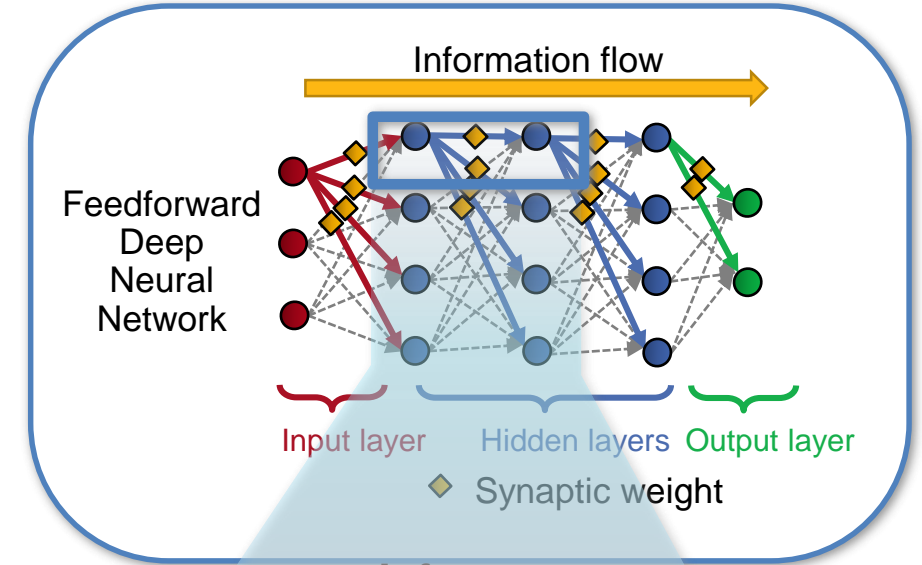 Information flow
Feedforward
Deep
Neural
Network
Input layer
Hidden layers
Output layer
Synaptic weight